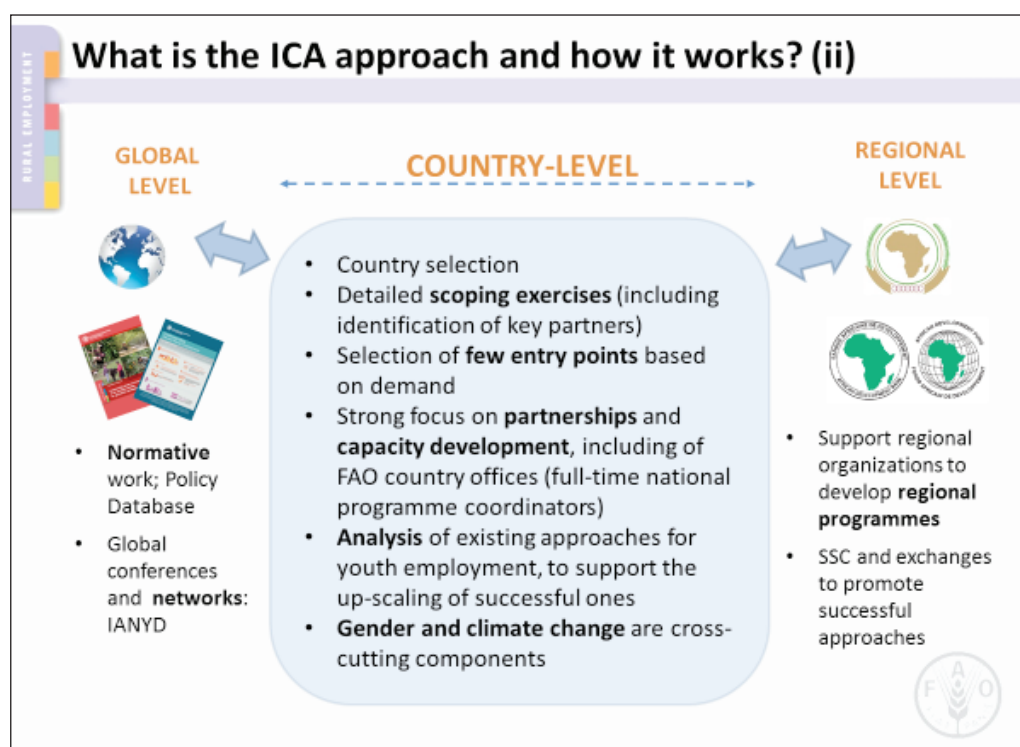 RURAL EMPLOYMENT
What is the ICA approach and how it works? (ii)
GLOBAL
LEVEL
• Normative
work; Policy
Database
• Global
conferences
and networks:
IANYD
COUNTRY-LEVEL
• Country selection
• Detailed scoping exercises (including
identification of key partners)
• Selection of few entry points based
on demand
• Strong focus on partnerships and
capacity development, including of
FAO country offices (full-time national
programme coordinators)
• Analysis of existing approaches for
youth employment, to support the
up-scaling of successful ones
• Gender and climate change are cross-
cutting components
REGIONAL
LEVEL
• Support regional
organizations to
develop regional
programmes
• SSC and exchanges
to promote
successful
approaches
F A O